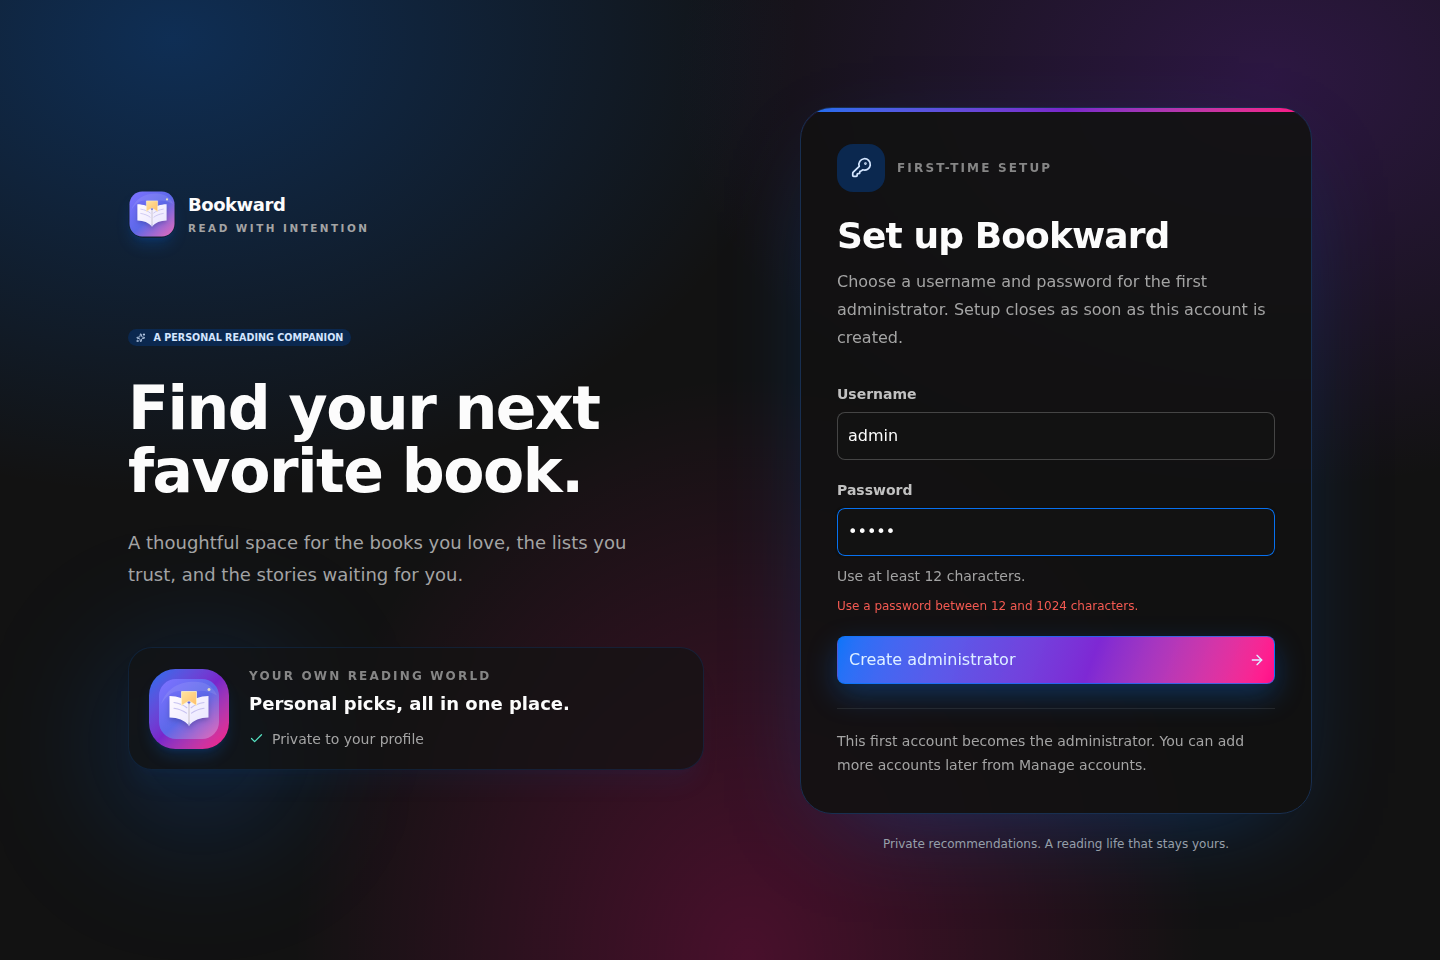 Bookward
READ WITH INTENTION
A PERSONAL READING COMPANION
Find your next
favorite book.
A thoughtful space for the books you love, the lists you
trust, and the stories waiting for you.
YOUR OWN READING WORLD
Personal picks, all in one place.
Private to your profile
FIRST-TIME SETUP
Set up Bookward
Choose a username and password for the first
administrator. Setup closes as soon as this account is
created.
Username
admin
Password
•••••
Use at least 12 characters.
Use a password between 12 and 1024 characters.
Create administrator
This first account becomes the administrator. You can add
more accounts later from Manage accounts.
Private recommendations. A reading life that stays yours.